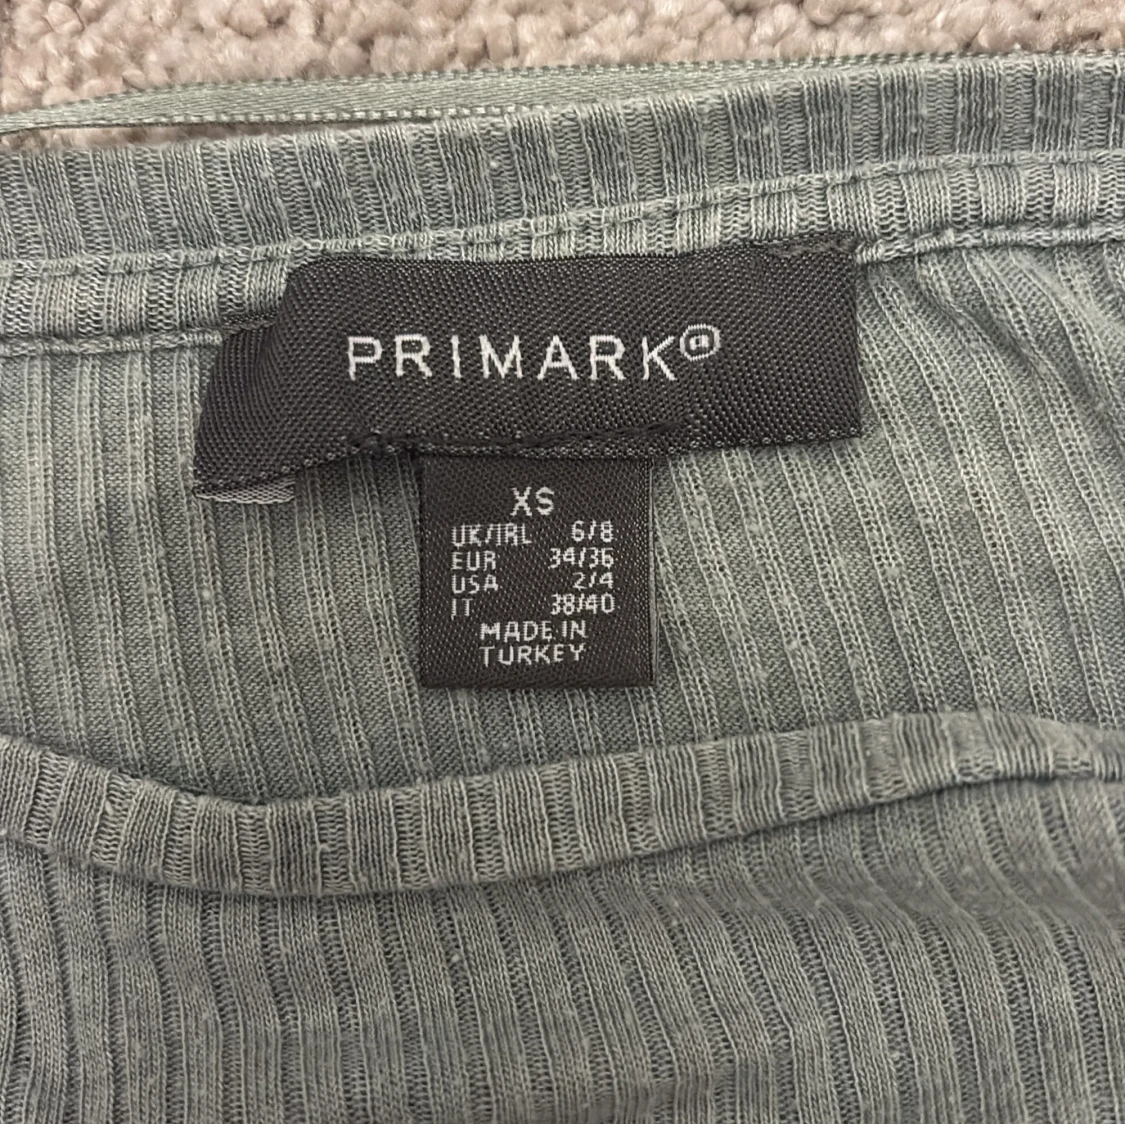 PRIMARK®
XS
UK/IRL 6/8
EUR 34/36
USA 2/4
IT 38/40
MADE IN
TURKEY